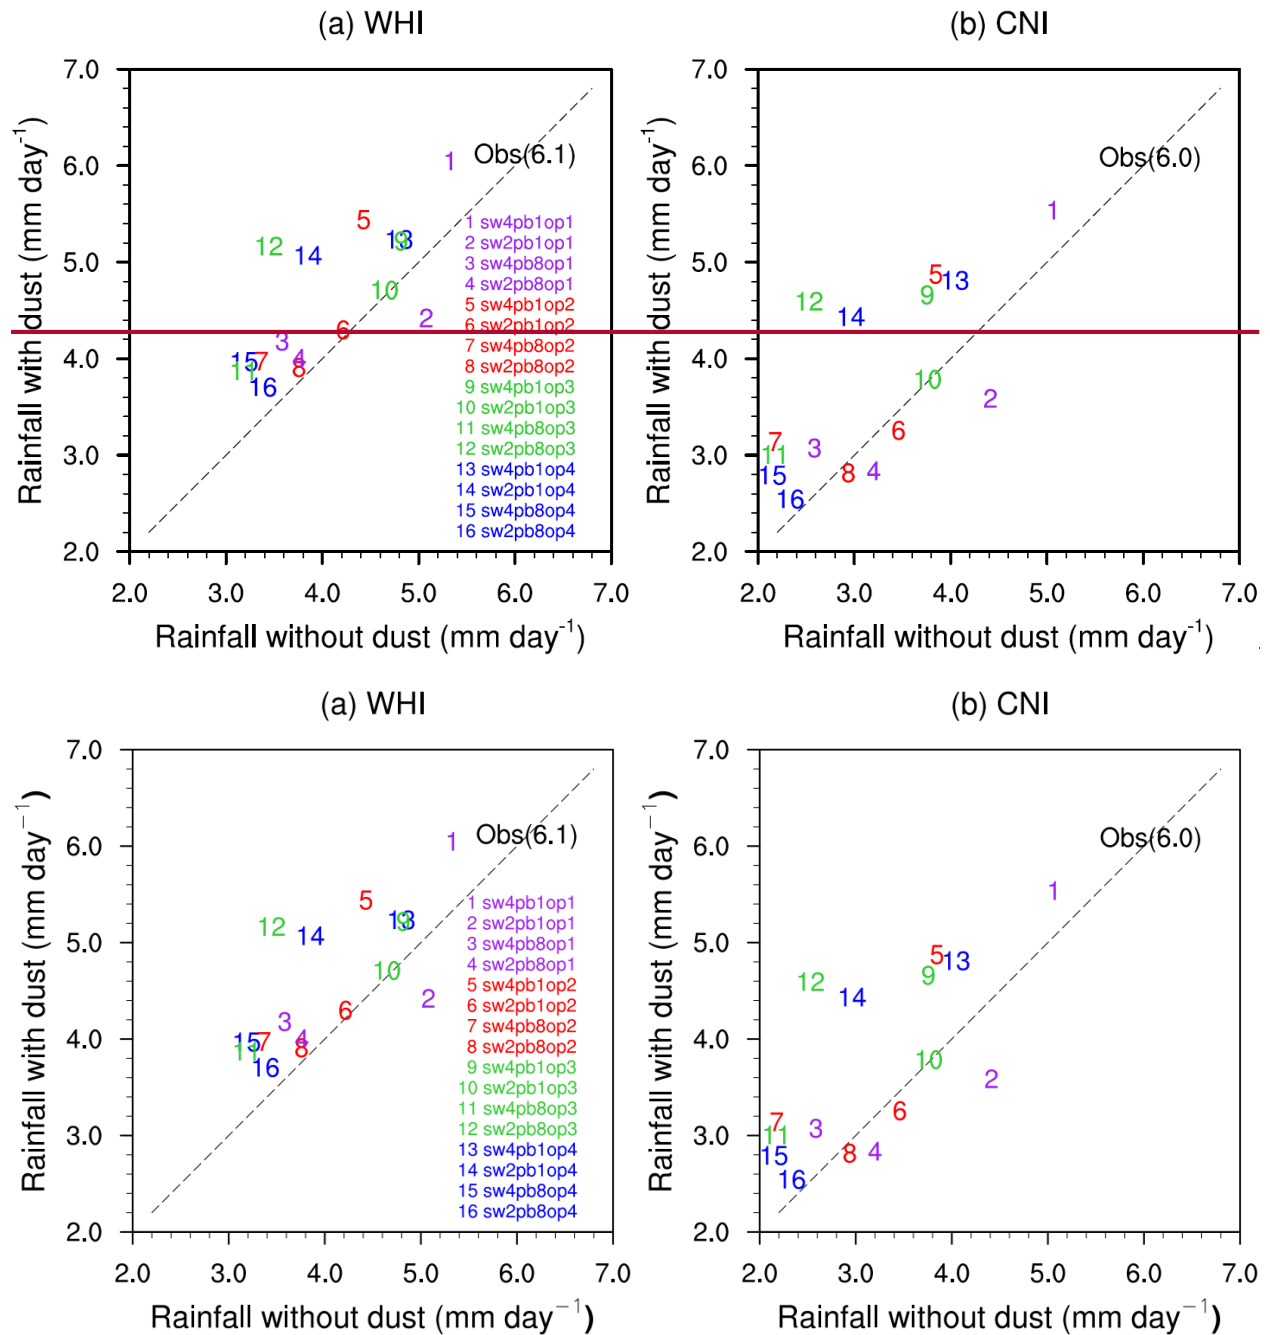 (a) WHI
(b) CNI
Rainfall with dust (mm day-1)
7.0
6.0
5.0
4.0
3.0
2.0
2.0 3.0 4.0 5.0 6.0 7.0
Rainfall without dust (mm day-1)
Obs(6.1)
1
5
12
14
13
9
10
2
6
3
4
8
7
15
11
16
1 sw4pb1op1
2 sw2pb1op1
3 sw4pb8op1
4 sw2pb8op1
5 sw4pb1op2
6 sw2pb1op2
7 sw4pb8op2
8 sw2pb8op2
9 sw4pb1op3
10 sw2pb1op3
11 sw4pb8op3
12 sw2pb8op3
13 sw4pb1op4
14 sw2pb1op4
15 sw4pb8op4
16 sw2pb8op4
Rainfall with dust (mm day-1)
7.0
6.0
5.0
4.0
3.0
2.0
2.0 3.0 4.0 5.0 6.0 7.0
Rainfall without dust (mm day-1)
Obs(6.0)
1
5
13
9
12
14
10
2
6
7
11
3
15
8
4
16
(a) WHI
(b) CNI
Rainfall with dust (mm day−1)
7.0
6.0
5.0
4.0
3.0
2.0
2.0 3.0 4.0 5.0 6.0 7.0
Rainfall without dust (mm day−1)
Obs(6.1)
1
5
12
14
13
9
10
2
6
3
4
8
7
15
11
16
1 sw4pb1op1
2 sw2pb1op1
3 sw4pb8op1
4 sw2pb8op1
5 sw4pb1op2
6 sw2pb1op2
7 sw4pb8op2
8 sw2pb8op2
9 sw4pb1op3
10 sw2pb1op3
11 sw4pb8op3
12 sw2pb8op3
13 sw4pb1op4
14 sw2pb1op4
15 sw4pb8op4
16 sw2pb8op4
Rainfall with dust (mm day−1)
7.0
6.0
5.0
4.0
3.0
2.0
2.0 3.0 4.0 5.0 6.0 7.0
Rainfall without dust (mm day−1)
Obs(6.0)
1
5
13
9
12
14
10
2
6
7
11
3
15
8
4
16